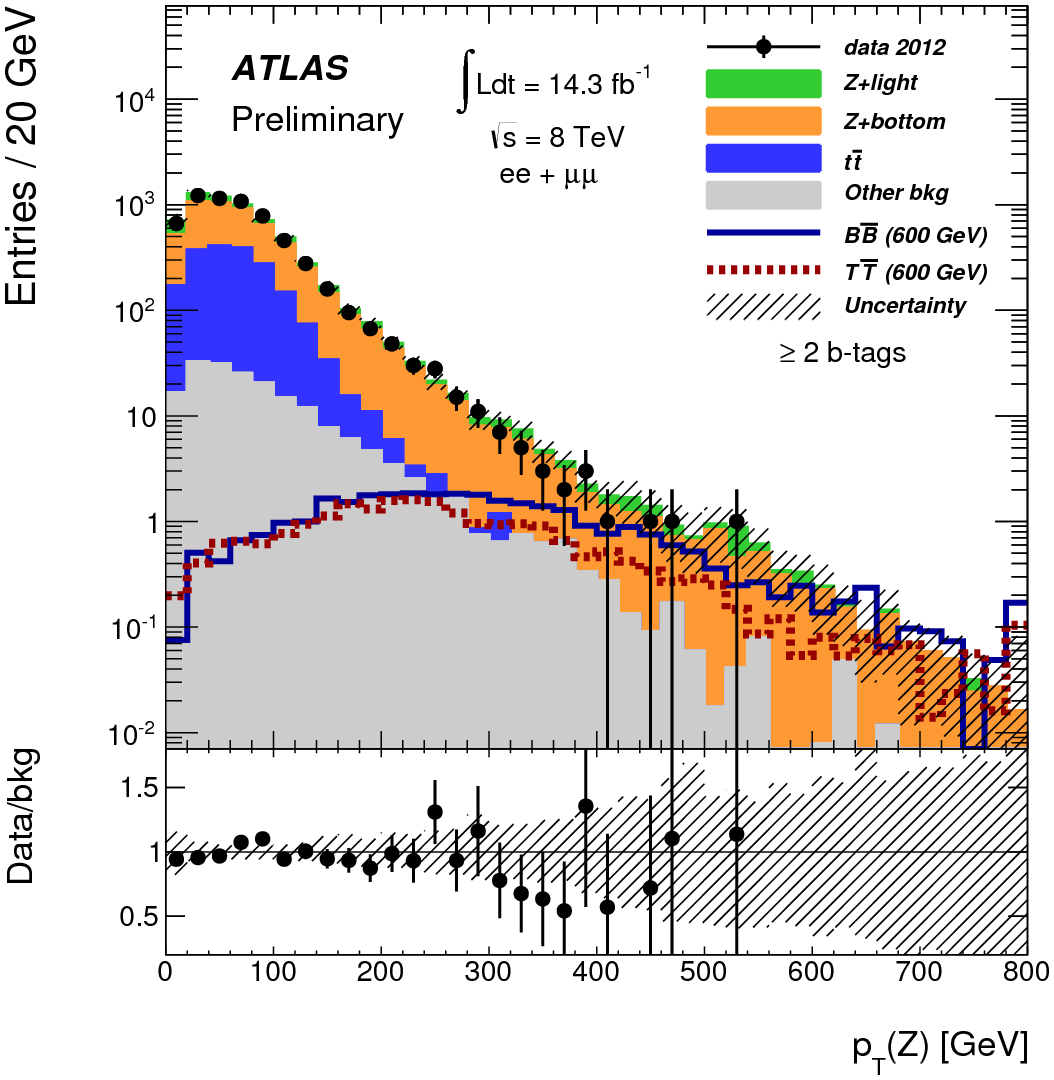 Entries / 20 GeV
ATLAS
Preliminary
∫ Ldt = 14.3 fb⁻¹
√s = 8 TeV
ee + μμ
data 2012
Z+light
Z+bottom
tt̄
Other bkg
BB̅ (600 GeV)
TT̅ (600 GeV)
Uncertainty
≥ 2 b-tags
10⁴
10³
10²
10
1
10⁻¹
10⁻²
Data/bkg
1.5
1
0.5
0 100 200 300 400 500 600 700 800
p_T(Z) [GeV]